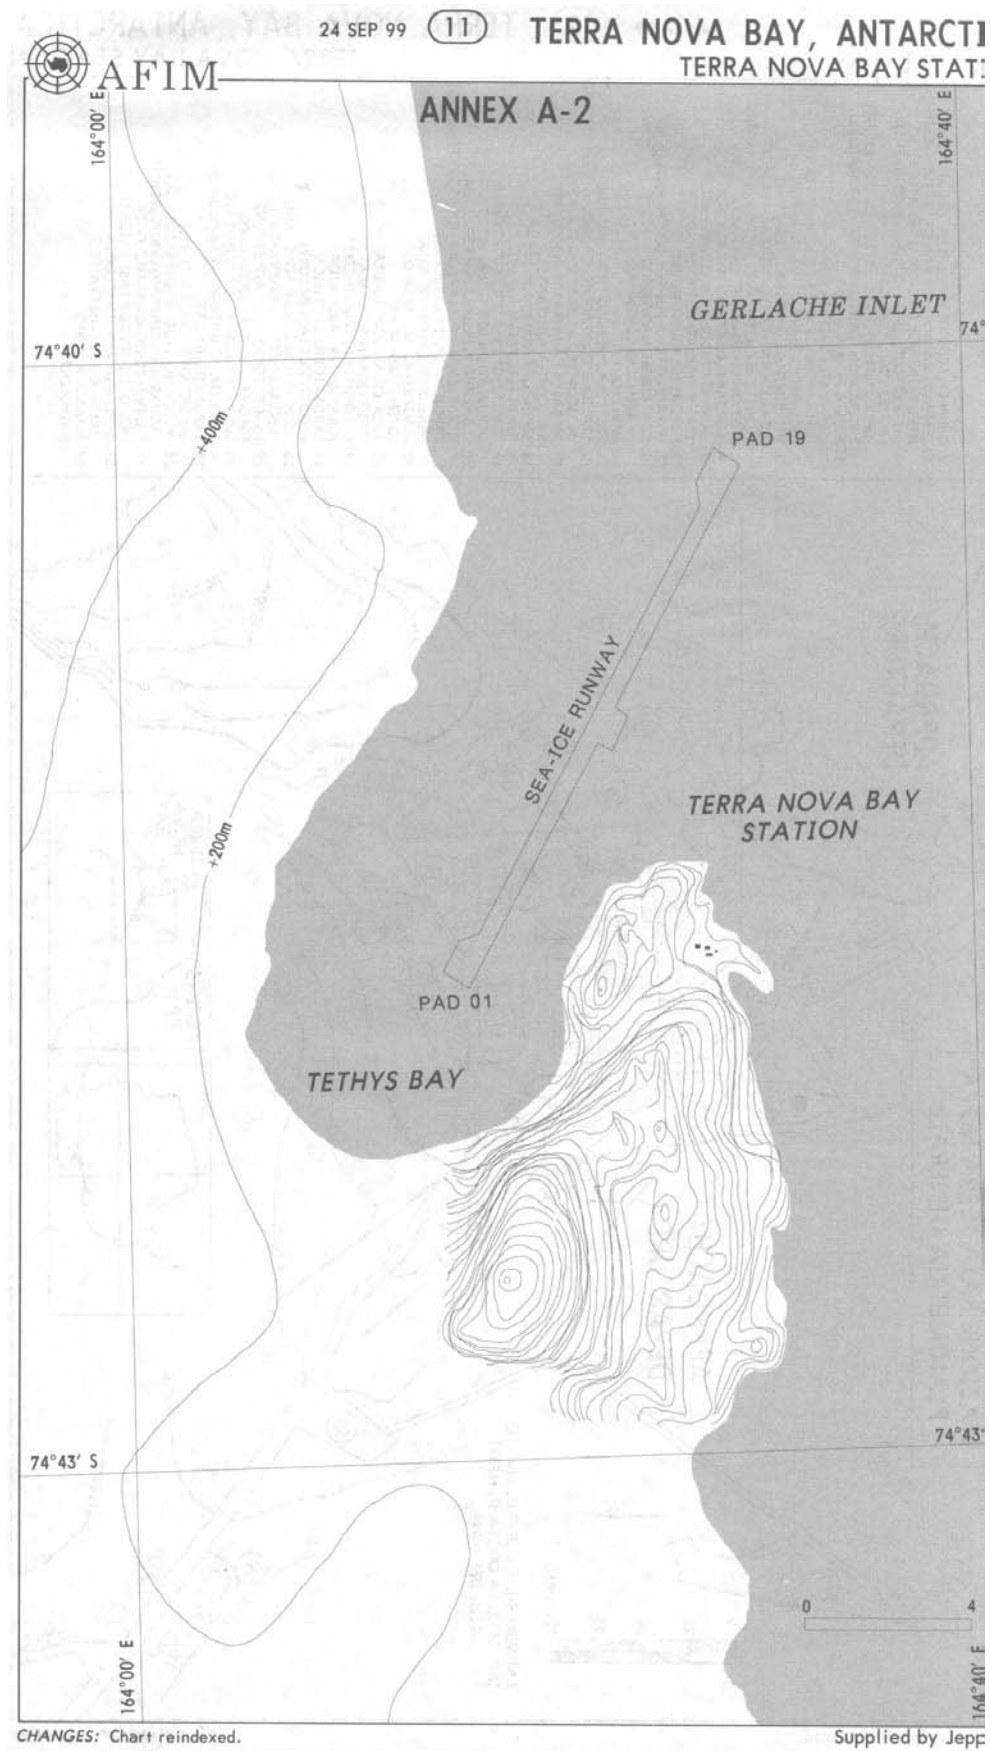 24 SEP 99 11 TERRA NOVA BAY, ANTARCTI
TERRA NOVA BAY STATI
AFIM
ANNEX A-2
164°00' E
164°40' E
GERLACHE INLET
74°40' S
74°
+400m
PAD 19
SEA-ICE RUNWAY
TERRA NOVA BAY
STATION
+200m
PAD 01
TETHYS BAY
74°43' S
74°43'
0 4
164°00' E
164°40' E
CHANGES: Chart reindexed.
Supplied by Jepp